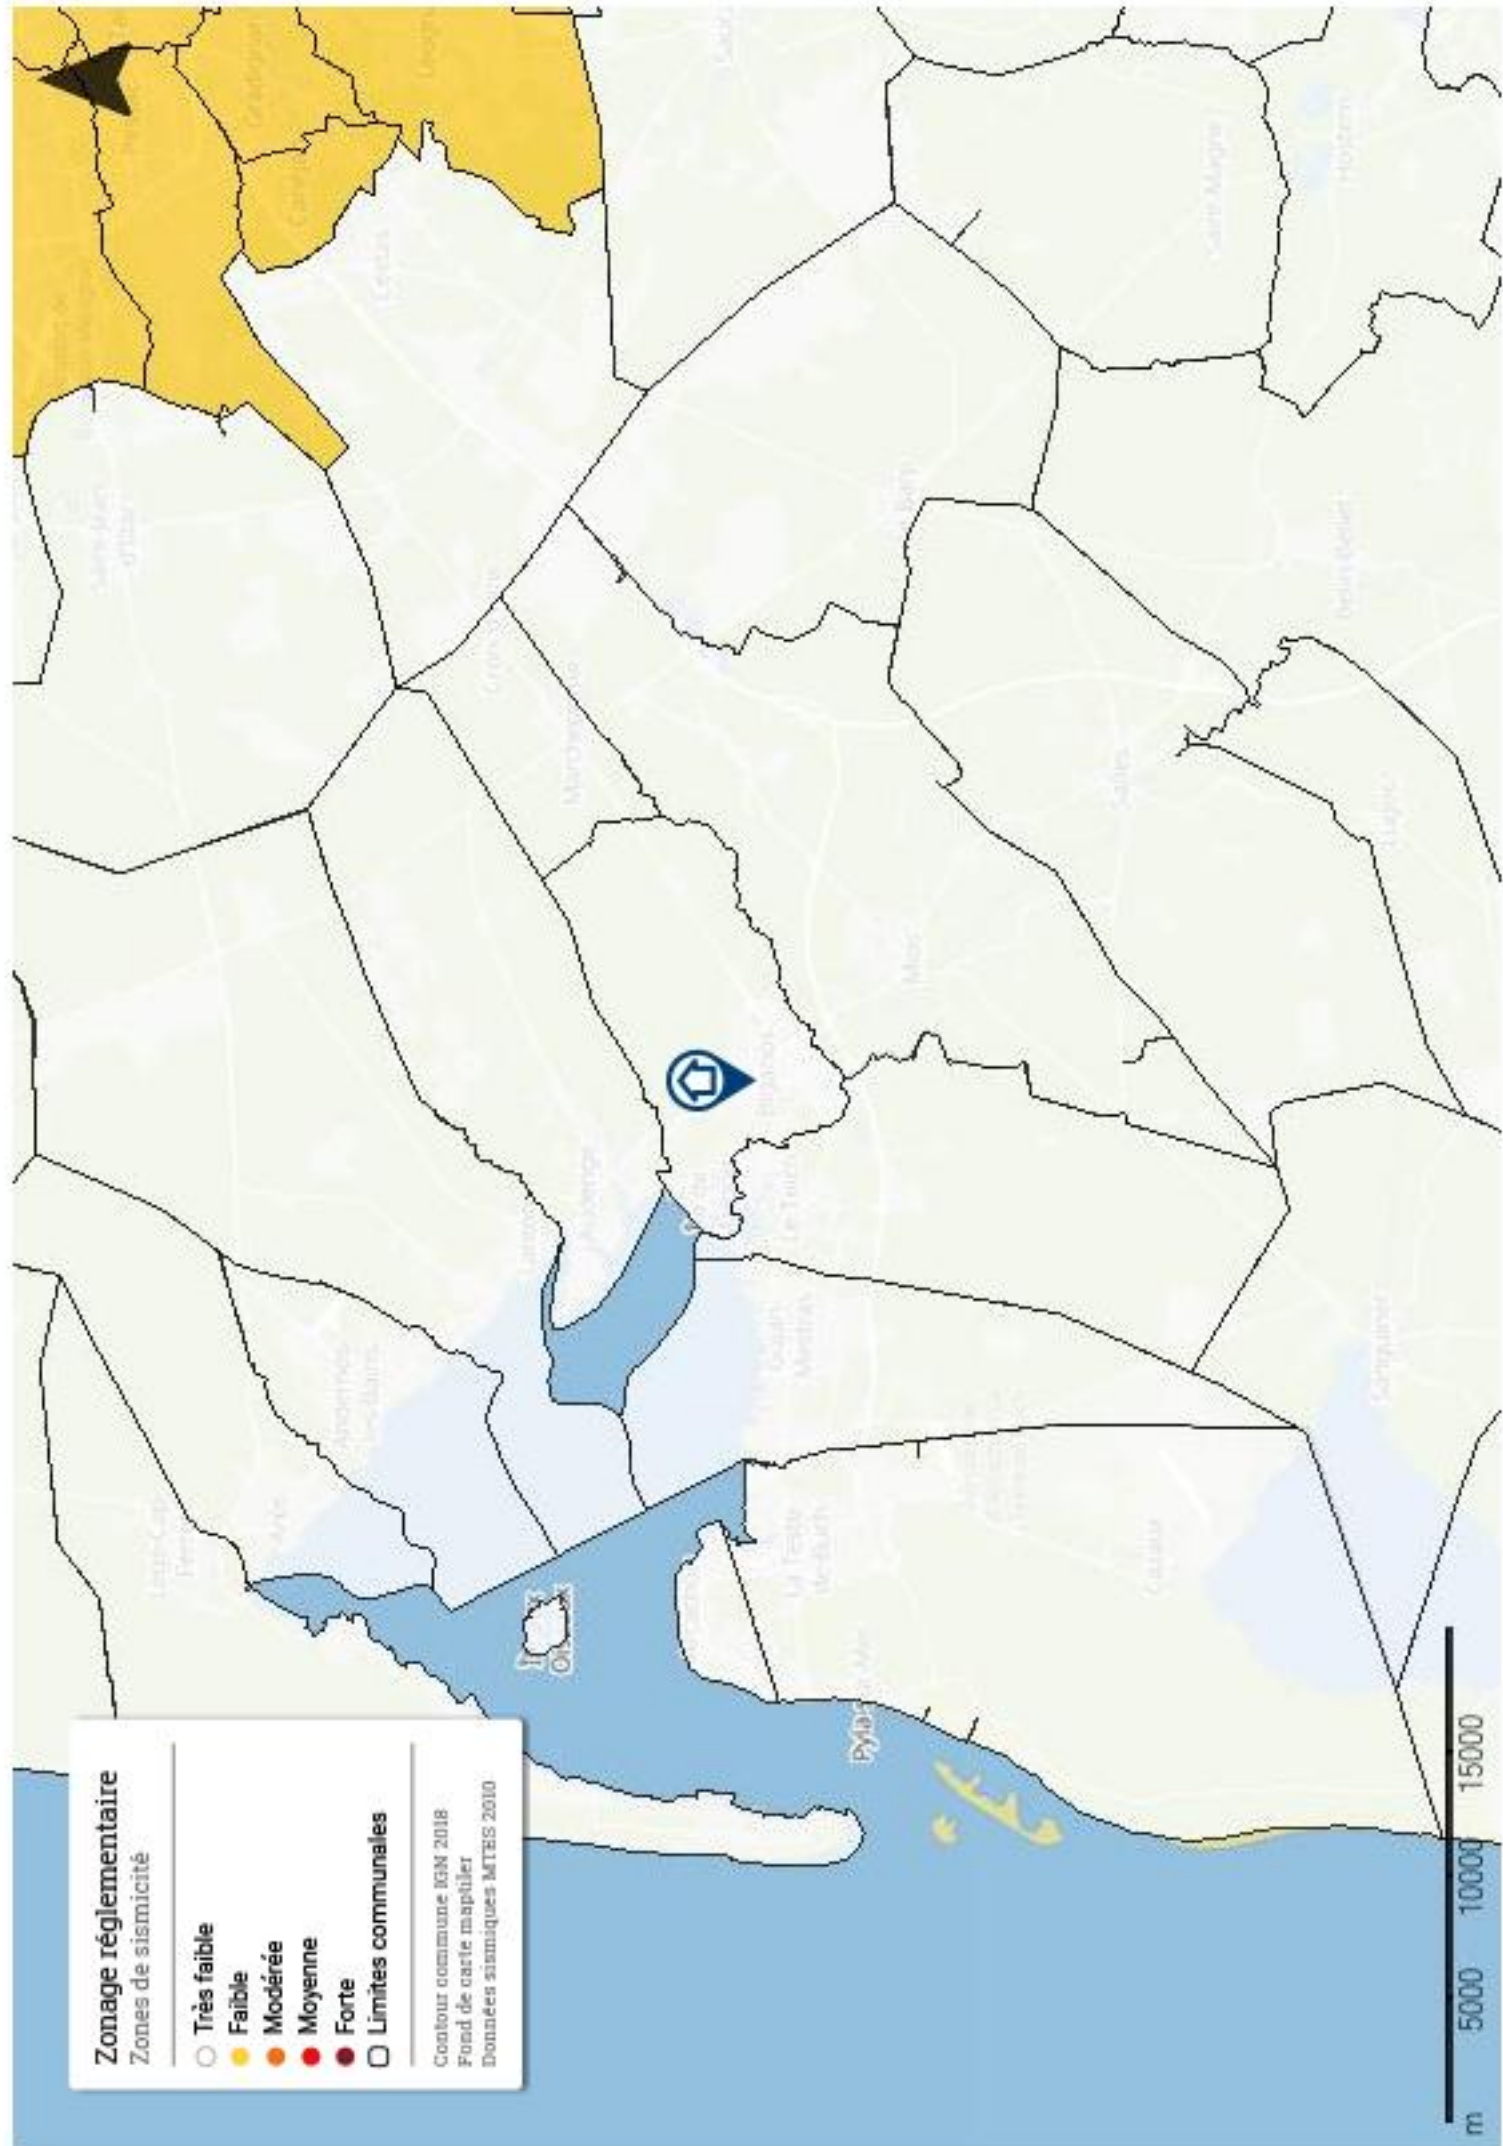 Zonage réglementaire
Zones de sismicité
Très faible
Faible
Modérée
Moyenne
Forte
Limites communales
Contour commune IGN 2018
Fond de carte maptiler
Données sismiques MTES 2010
Cestas
Saint-Magne
Hostens
Saint-Jean
d'Illac
Marcheprime
Le Barp
Belin-Béliet
Salles
Lugos
Mios
Biganos
Audenge
Le Teich
Gujan
Mestras
Andernos
les-Bains
Lège-Cap
Ferret
Arès
La Teste
de-Buch
Cazaux
Sanguinet
Pyla-sur-Mer
m
5000
10000
15000